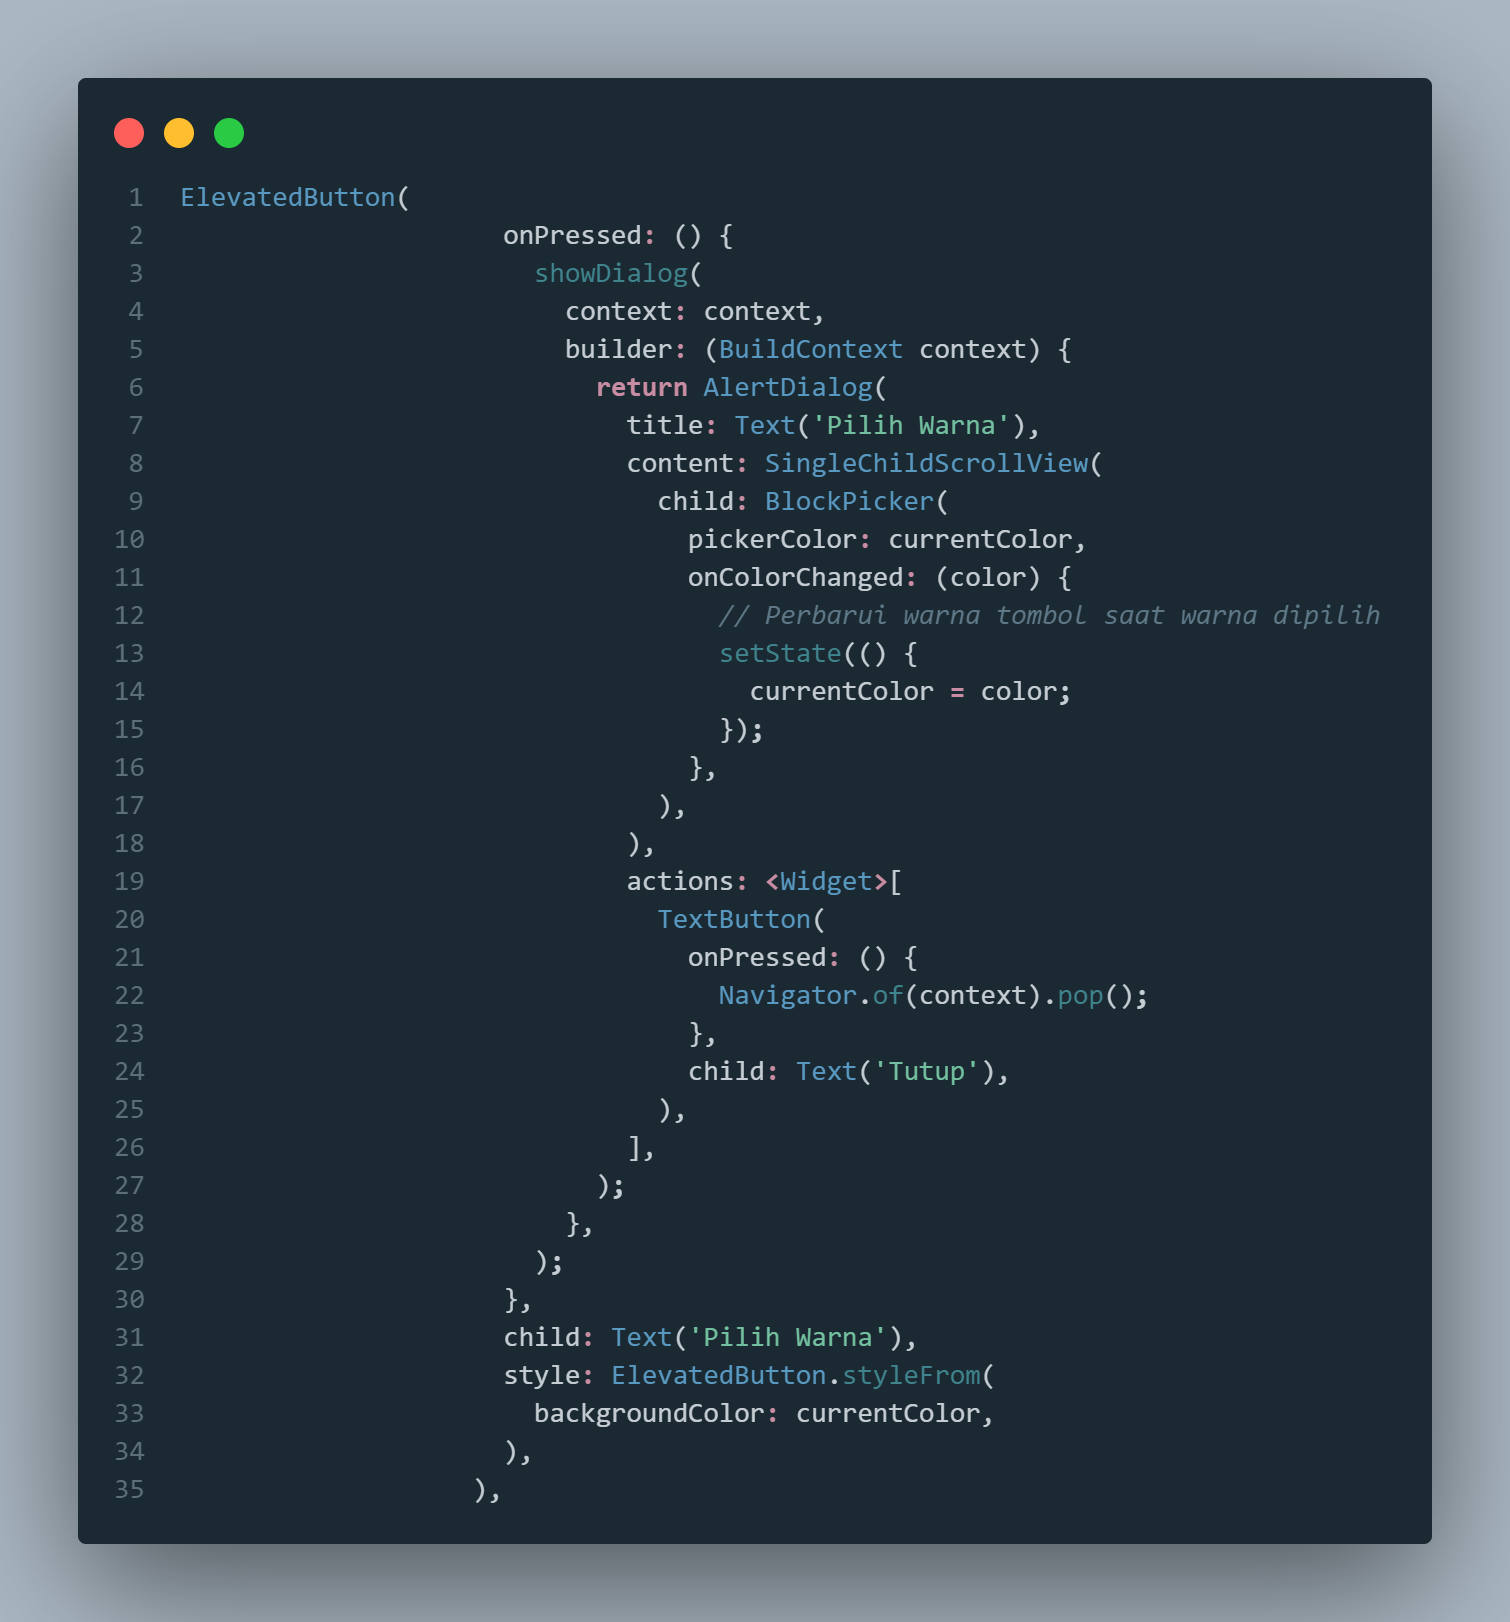 1 ElevatedButton(
2 onPressed: () {
3 showDialog(
4 context: context,
5 builder: (BuildContext context) {
6 return AlertDialog(
7 title: Text('Pilih Warna'),
8 content: SingleChildScrollView(
9 child: BlockPicker(
10 pickerColor: currentColor,
11 onColorChanged: (color) {
12 // Perbarui warna tombol saat warna dipilih
13 setState(() {
14 currentColor = color;
15 });
16 },
17 ),
18 ),
19 actions: <Widget>[
20 TextButton(
21 onPressed: () {
22 Navigator.of(context).pop();
23 },
24 child: Text('Tutup'),
25 ),
26 ],
27 );
28 },
29 );
30 },
31 child: Text('Pilih Warna'),
32 style: ElevatedButton.styleFrom(
33 backgroundColor: currentColor,
34 ),
35 ),